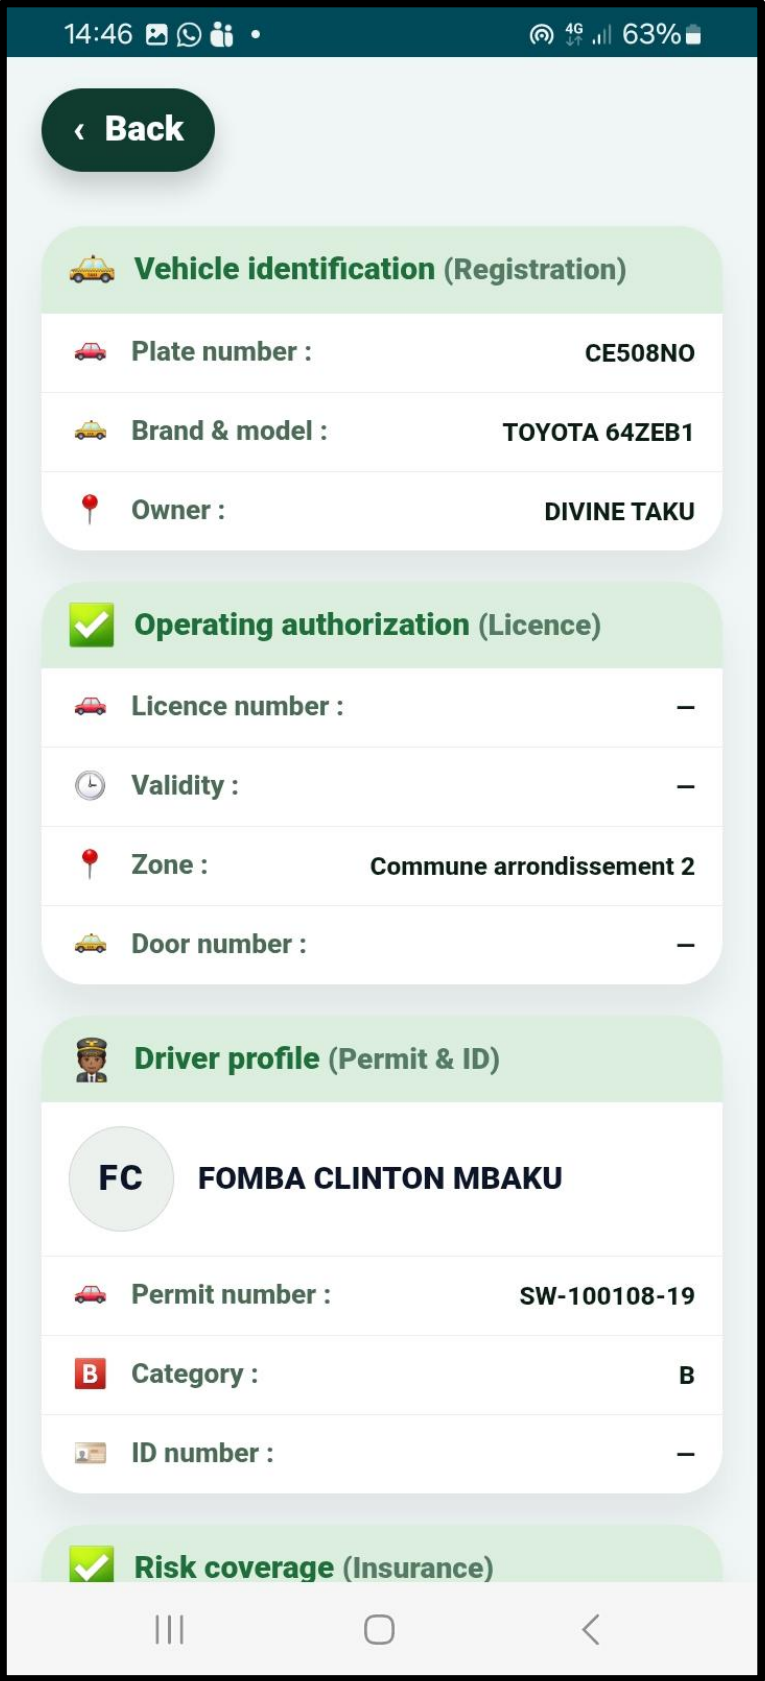 14:46 4G 63%
‹ Back
Vehicle identification (Registration)
Plate number : CE508NO
Brand & model : TOYOTA 64ZEB1
Owner : DIVINE TAKU
Operating authorization (Licence)
Licence number : –
Validity : –
Zone : Commune arrondissement 2
Door number : –
Driver profile (Permit & ID)
FC FOMBA CLINTON MBAKU
Permit number : SW-100108-19
B Category : B
ID number : –
Risk coverage (Insurance)